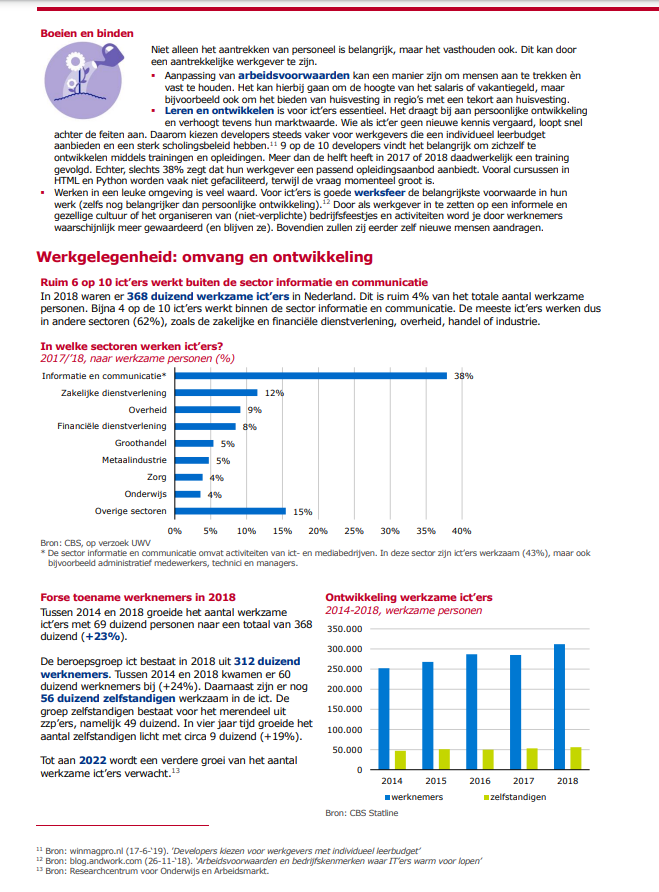 Boeien en binden
Niet alleen het aantrekken van personeel is belangrijk, maar het vasthouden ook. Dit kan door
een aantrekkelijke werkgever te zijn.
▪ Aanpassing van arbeidsvoorwaarden kan een manier zijn om mensen aan te trekken èn
vast te houden. Het kan hierbij gaan om de hoogte van het salaris of vakantiegeld, maar
bijvoorbeeld ook om het bieden van huisvesting in regio's met een tekort aan huisvesting.
▪ Leren en ontwikkelen is voor ict'ers essentieel. Het draagt bij aan persoonlijke ontwikkeling
en verhoogt tevens hun marktwaarde. Wie als ict'er geen nieuwe kennis vergaard, loopt snel
achter de feiten aan. Daarom kiezen developers steeds vaker voor werkgevers die een individueel leerbudget
aanbieden en een sterk scholingsbeleid hebben.¹¹ 9 op de 10 developers vindt het belangrijk om zichzelf te
ontwikkelen middels trainingen en opleidingen. Meer dan de helft heeft in 2017 of 2018 daadwerkelijk een training
gevolgd. Echter, slechts 38% zegt dat hun werkgever een passend opleidingsaanbod aanbiedt. Vooral cursussen in
HTML en Python worden vaak niet gefaciliteerd, terwijl de vraag momenteel groot is.
▪ Werken in een leuke omgeving is veel waard. Voor ict'ers is goede werksfeer de belangrijkste voorwaarde in hun
werk (zelfs nog belangrijker dan persoonlijke ontwikkeling).¹² Door als werkgever in te zetten op een informele en
gezellige cultuur of het organiseren van (niet-verplichte) bedrijfsfeestjes en activiteiten word je door werknemers
waarschijnlijk meer gewaardeerd (en blijven ze). Bovendien zullen zij eerder zelf nieuwe mensen aandragen.
Werkgelegenheid: omvang en ontwikkeling
Ruim 6 op 10 ict'ers werkt buiten de sector informatie en communicatie
In 2018 waren er 368 duizend werkzame ict'ers in Nederland. Dit is ruim 4% van het totale aantal werkzame
personen. Bijna 4 op de 10 ict'ers werkt binnen de sector informatie en communicatie. De meeste ict'ers werken dus
in andere sectoren (62%), zoals de zakelijke en financiële dienstverlening, overheid, handel of industrie.
In welke sectoren werken ict'ers?
2017/'18, naar werkzame personen (%)
Informatie en communicatie* 38%
Zakelijke dienstverlening 12%
Overheid 9%
Financiële dienstverlening 8%
Groothandel 5%
Metaalindustrie 5%
Zorg 4%
Onderwijs 4%
Overige sectoren 15%
0% 5% 10% 15% 20% 25% 30% 35% 40%
Bron: CBS, op verzoek UWV
* De sector informatie en communicatie omvat activiteiten van ict- en mediabedrijven. In deze sector zijn ict'ers werkzaam (43%), maar ook
bijvoorbeeld administratief medewerkers, technici en managers.
Forse toename werknemers in 2018
Tussen 2014 en 2018 groeide het aantal werkzame
ict'ers met 69 duizend personen naar een totaal van 368
duizend (+23%).
De beroepsgroep ict bestaat in 2018 uit 312 duizend
werknemers. Tussen 2014 en 2018 kwamen er 60
duizend werknemers bij (+24%). Daarnaast zijn er nog
56 duizend zelfstandigen werkzaam in de ict. De
groep zelfstandigen bestaat voor het merendeel uit
zzp'ers, namelijk 49 duizend. In vier jaar tijd groeide het
aantal zelfstandigen licht met circa 9 duizend (+19%).
Tot aan 2022 wordt een verdere groei van het aantal
werkzame ict'ers verwacht.¹³
Ontwikkeling werkzame ict'ers
2014-2018, werkzame personen
350.000
300.000
250.000
200.000
150.000
100.000
50.000
0
2014 2015 2016 2017 2018
werknemers zelfstandigen
Bron: CBS Statline
¹¹ Bron: winmagpro.nl (17-6-'19). 'Developers kiezen voor werkgevers met individueel leerbudget'
¹² Bron: blog.andwork.com (26-11-'18). 'Arbeidsvoorwaarden en bedrijfskenmerken waar IT'ers warm voor lopen'
¹³ Bron: Researchcentrum voor Onderwijs en Arbeidsmarkt.